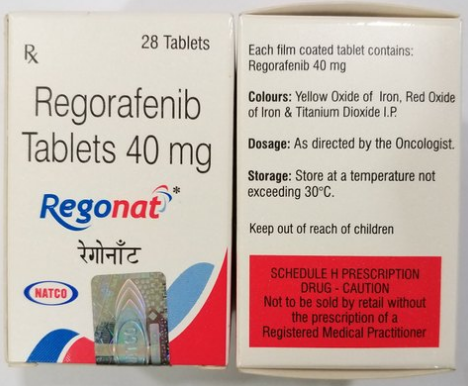 Rx
28 Tablets
Regorafenib
Tablets 40 mg
Regonat*
रेगोनाँट
NATCO
Each film coated tablet contains:
Regorafenib 40 mg
Colours: Yellow Oxide of Iron, Red Oxide
of Iron & Titanium Dioxide I.P.
Dosage: As directed by the Oncologist.
Storage: Store at a temperature not
exceeding 30°C.
Keep out of reach of children
SCHEDULE H PRESCRIPTION
DRUG - CAUTION
Not to be sold by retail without
the prescription of a
Registered Medical Practitioner